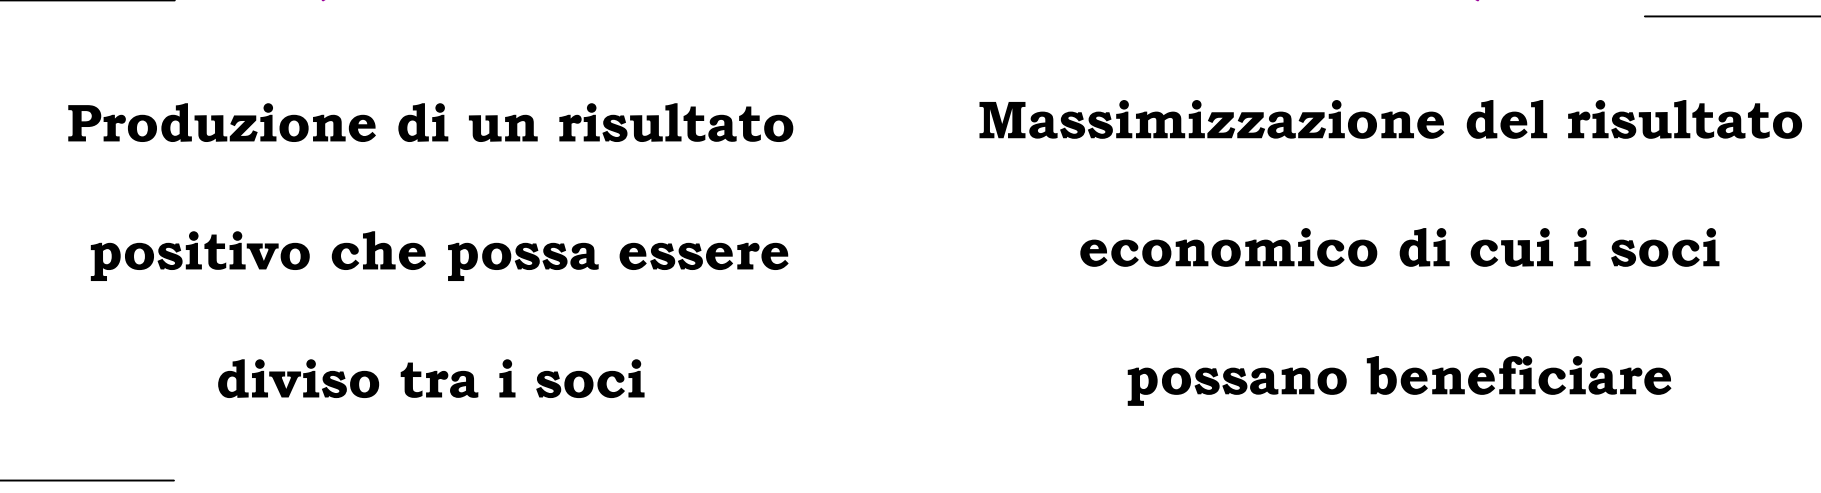 Produzione di un risultato
positivo che possa essere
diviso tra i soci
Massimizzazione del risultato
economico di cui i soci
possano beneficiare